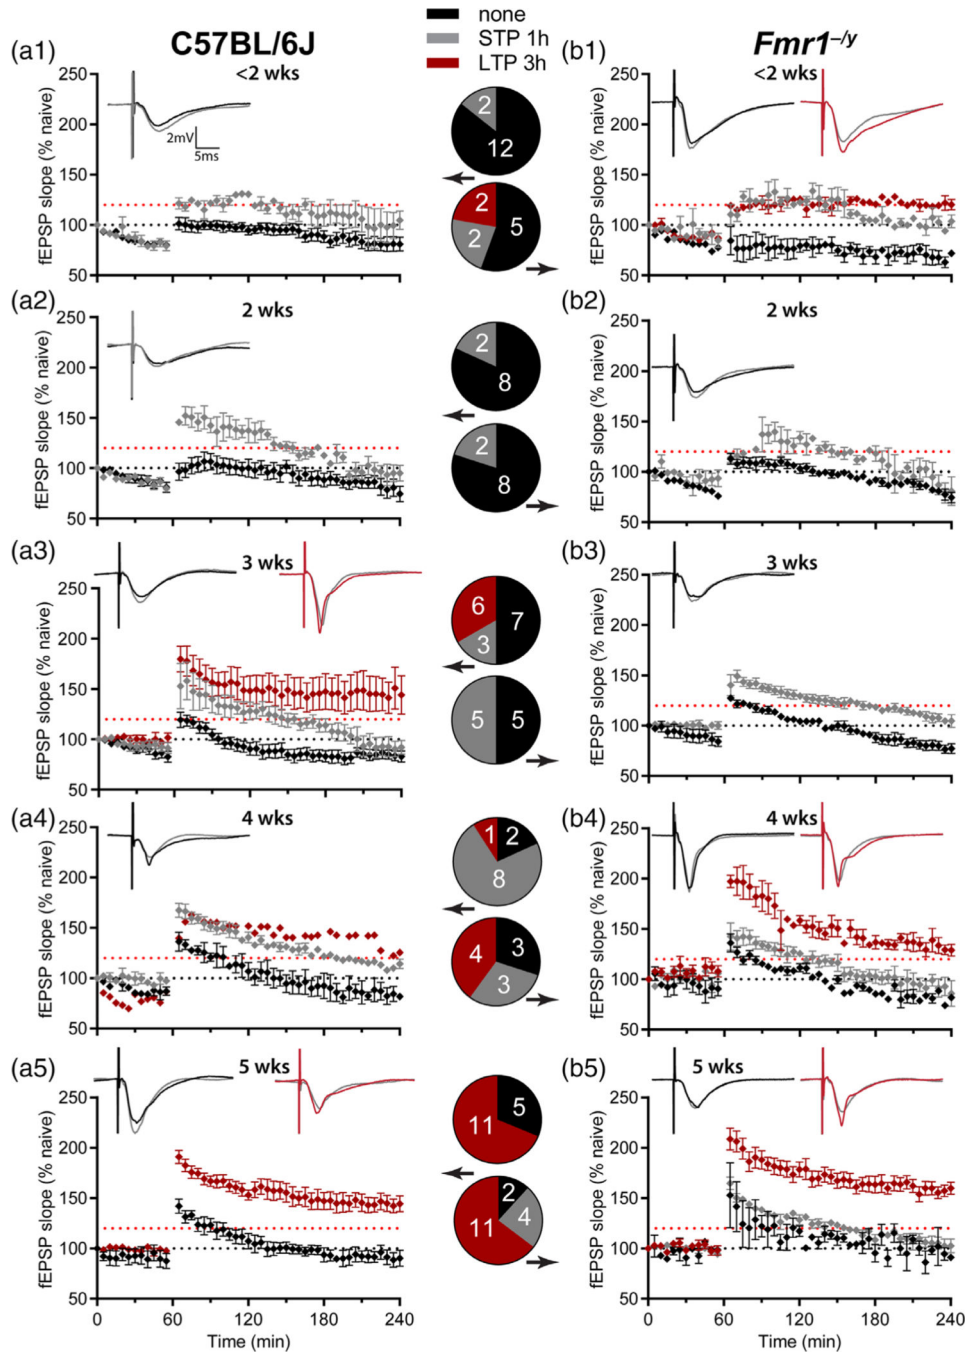 none
STP 1h
LTP 3h
C57BL/6J
Fmr1–/y
(a1)
<2 wks
250
200
150
100
50
fEPSP slope (% naive)
2mV
5ms
2
12
2
5
2
(b1)
<2 wks
250
200
150
100
50
fEPSP slope (% naive)
(a2)
2 wks
250
200
150
100
50
fEPSP slope (% naive)
2
8
2
8
(b2)
2 wks
250
200
150
100
50
fEPSP slope (% naive)
(a3)
3 wks
250
200
150
100
50
fEPSP slope (% naive)
6
7
3
5
5
(b3)
3 wks
250
200
150
100
50
fEPSP slope (% naive)
(a4)
4 wks
250
200
150
100
50
fEPSP slope (% naive)
1
2
8
4
3
3
(b4)
4 wks
250
200
150
100
50
fEPSP slope (% naive)
(a5)
5 wks
250
200
150
100
50
fEPSP slope (% naive)
0
60
120
180
240
Time (min)
5
11
2
4
11
(b5)
5 wks
250
200
150
100
50
fEPSP slope (% naive)
0
60
120
180
240
Time (min)